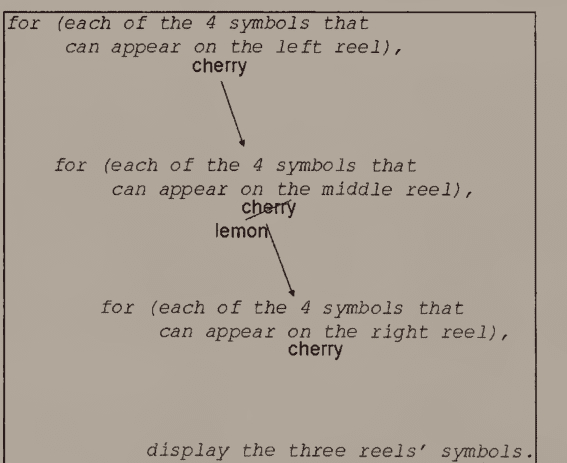 for (each of the 4 symbols that
can appear on the left reel),
cherry
for (each of the 4 symbols that
can appear on the middle reel),
cherry
lemon
for (each of the 4 symbols that
can appear on the right reel),
cherry
display the three reels' symbols.